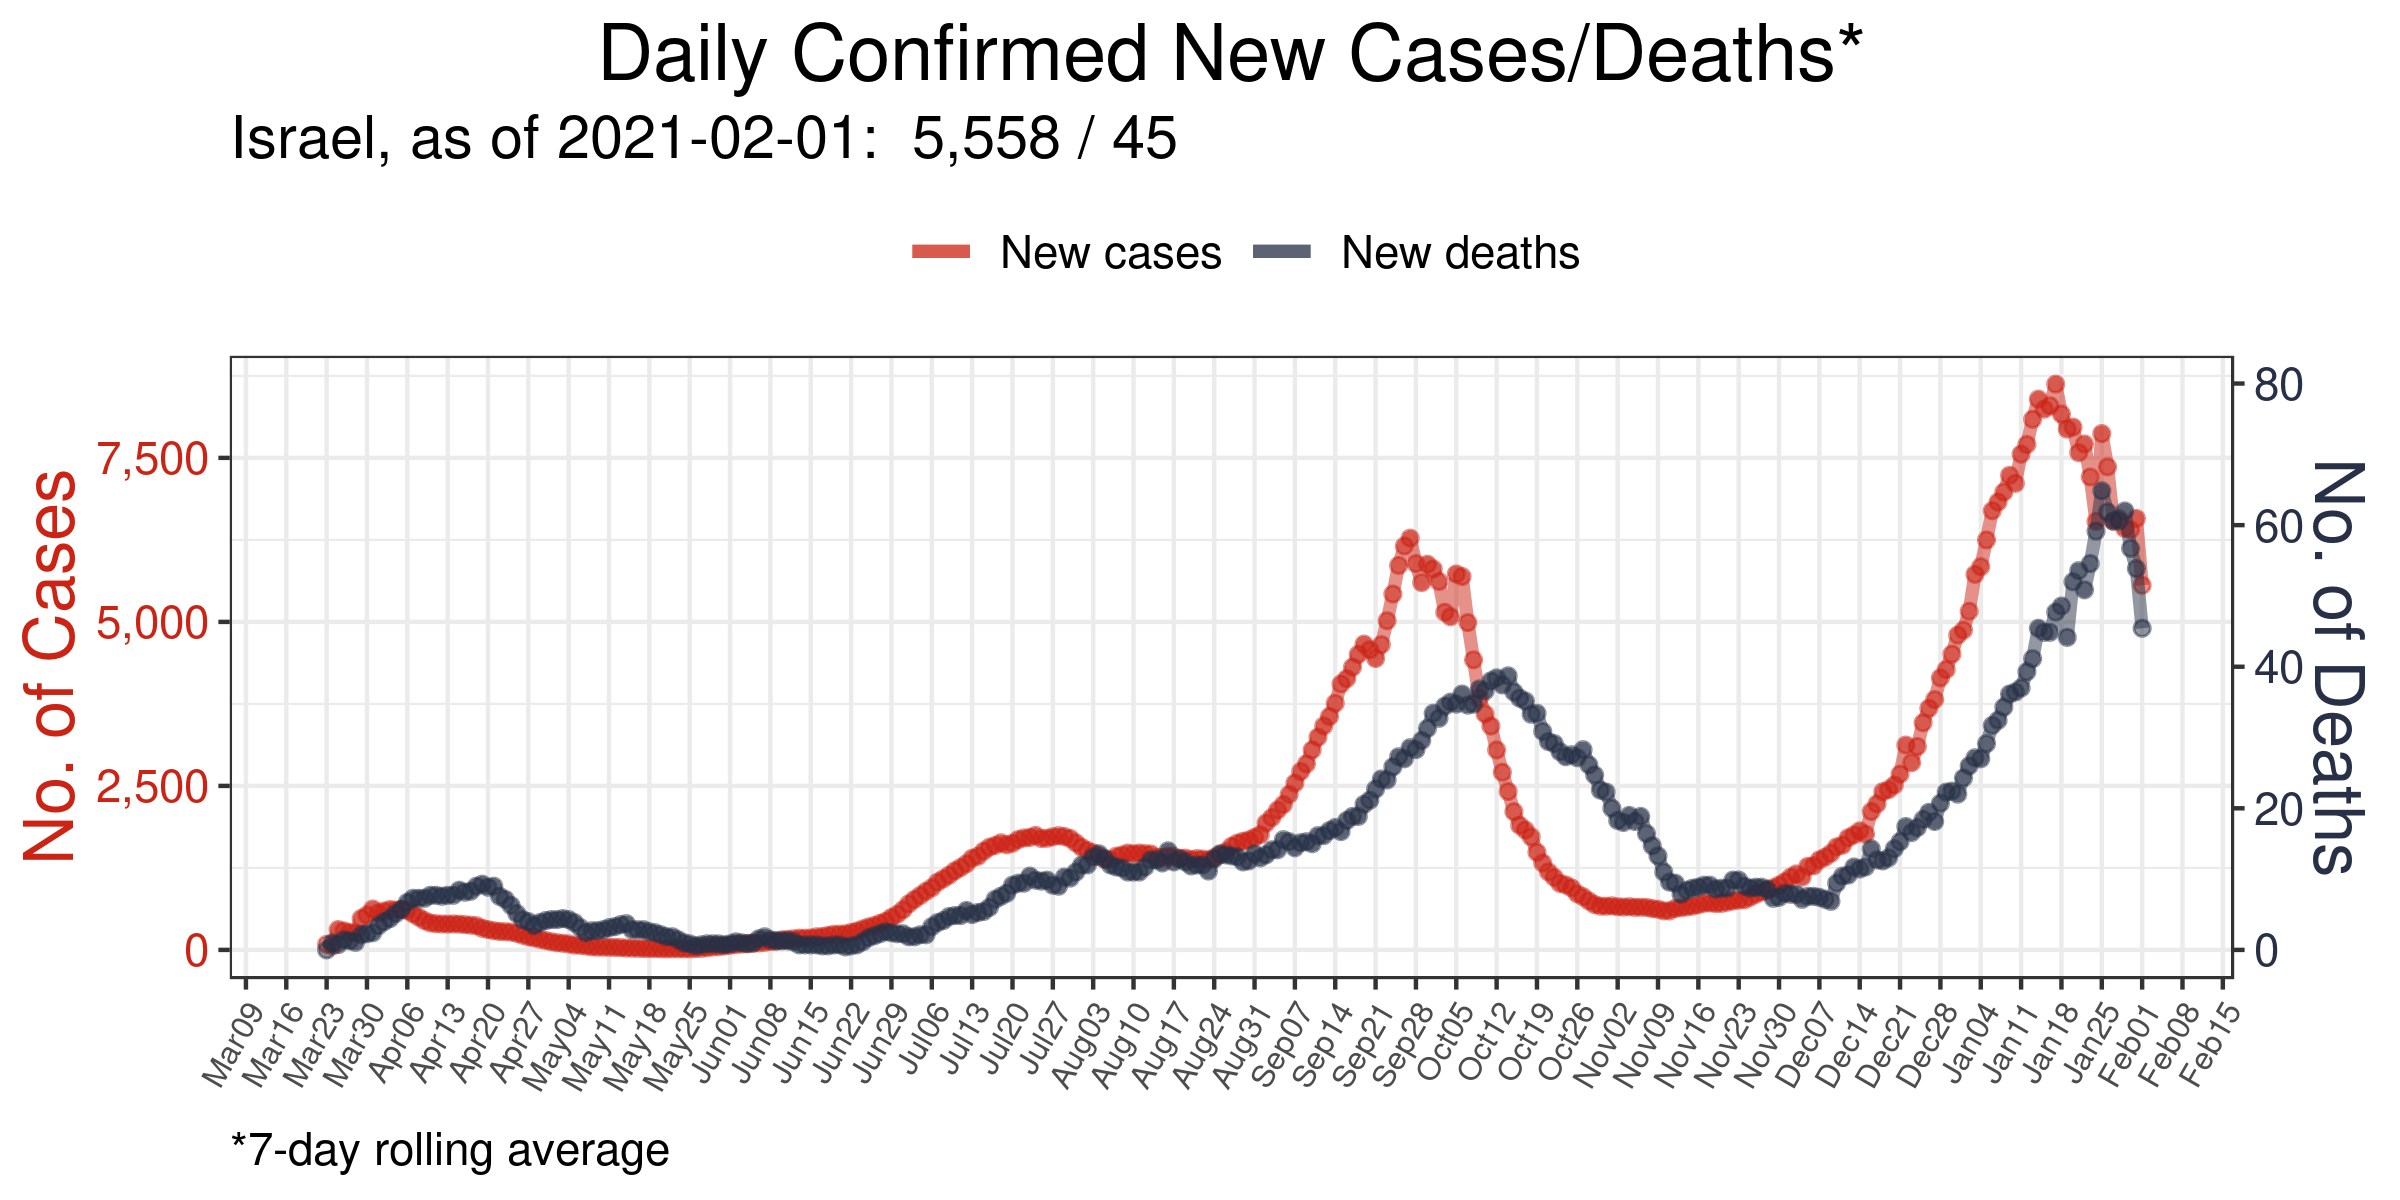 Daily Confirmed New Cases/Deaths*
Israel, as of 2021-02-01:  5,558 / 45
New cases New deaths
No. of Cases
7,500
5,000
2,500
0
80
60
40
20
0
No. of Deaths
Mar09 Mar16 Mar23 Mar30 Apr06 Apr13 Apr20 Apr27 May04 May11 May18 May25 Jun01 Jun08 Jun15 Jun22 Jun29 Jul06 Jul13 Jul20 Jul27 Aug03 Aug10 Aug17 Aug24 Aug31 Sep07 Sep14 Sep21 Sep28 Oct05 Oct12 Oct19 Oct26 Nov02 Nov09 Nov16 Nov23 Nov30 Dec07 Dec14 Dec21 Dec28 Jan04 Jan11 Jan18 Jan25 Feb01 Feb08 Feb15
*7-day rolling average